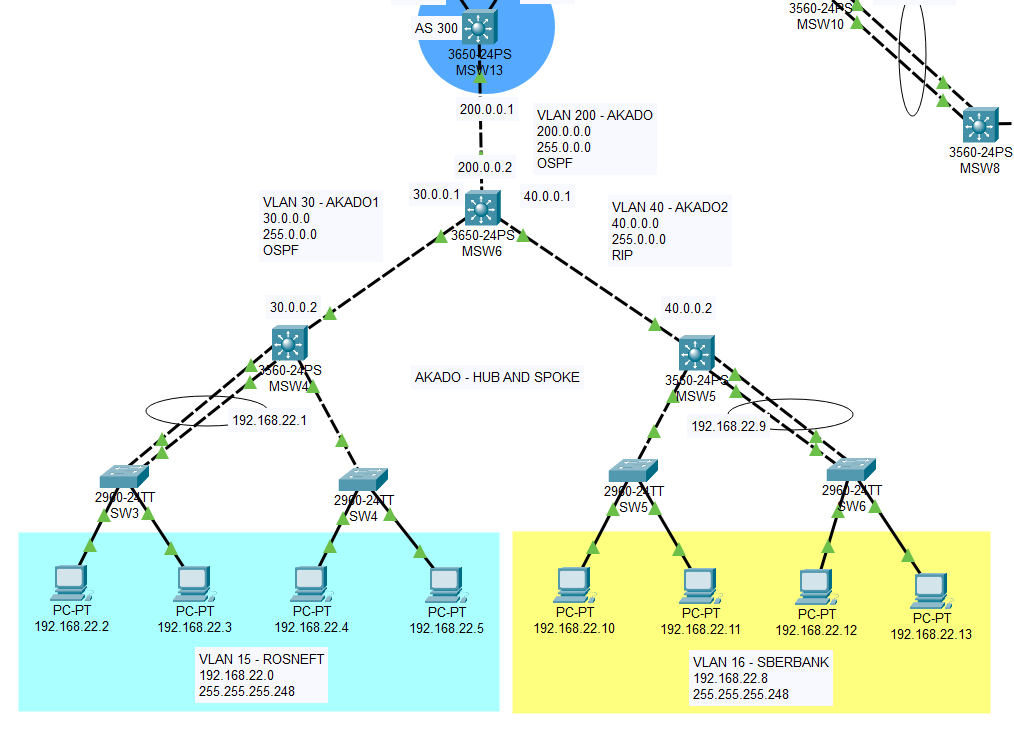 3560-24PS
MSW10
AS 300
3650-24PS
MSW13
200.0.0.1
VLAN 200 - AKADO
200.0.0.0
255.0.0.0
OSPF
3560-24PS
MSW8
200.0.0.2
30.0.0.1
40.0.0.1
VLAN 30 - AKADO1
30.0.0.0
255.0.0.0
OSPF
VLAN 40 - AKADO2
40.0.0.0
255.0.0.0
RIP
3650-24PS
MSW6
30.0.0.2
40.0.0.2
3560-24PS
MSW4
AKADO - HUB AND SPOKE
3560-24PS
MSW5
192.168.22.1
192.168.22.9
2960-24TT
SW3
2960-24TT
SW4
2960-24TT
SW5
2960-24TT
SW6
PC-PT
192.168.22.2
PC-PT
192.168.22.3
PC-PT
192.168.22.4
PC-PT
192.168.22.5
PC-PT
192.168.22.10
PC-PT
192.168.22.11
PC-PT
192.168.22.12
PC-PT
192.168.22.13
VLAN 15 - ROSNEFT
192.168.22.0
255.255.255.248
VLAN 16 - SBERBANK
192.168.22.8
255.255.255.248